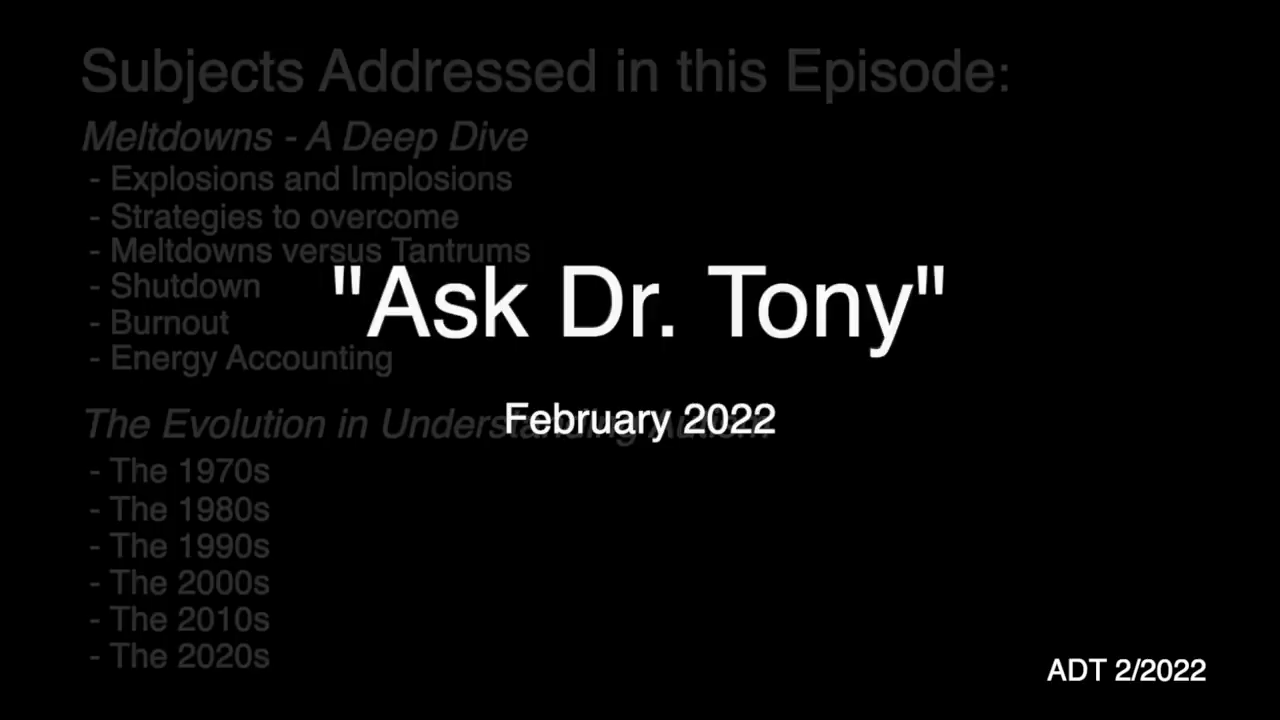 Subjects Addressed in this Episode:
Meltdowns - A Deep Dive
- Explosions and Implosions
- Strategies to overcome
- Meltdowns versus Tantrums
- Shutdown
- Burnout
- Energy Accounting
"Ask Dr. Tony"
February 2022
The Evolution in Understanding Autism
- The 1970s
- The 1980s
- The 1990s
- The 2000s
- The 2010s
- The 2020s
ADT 2/2022